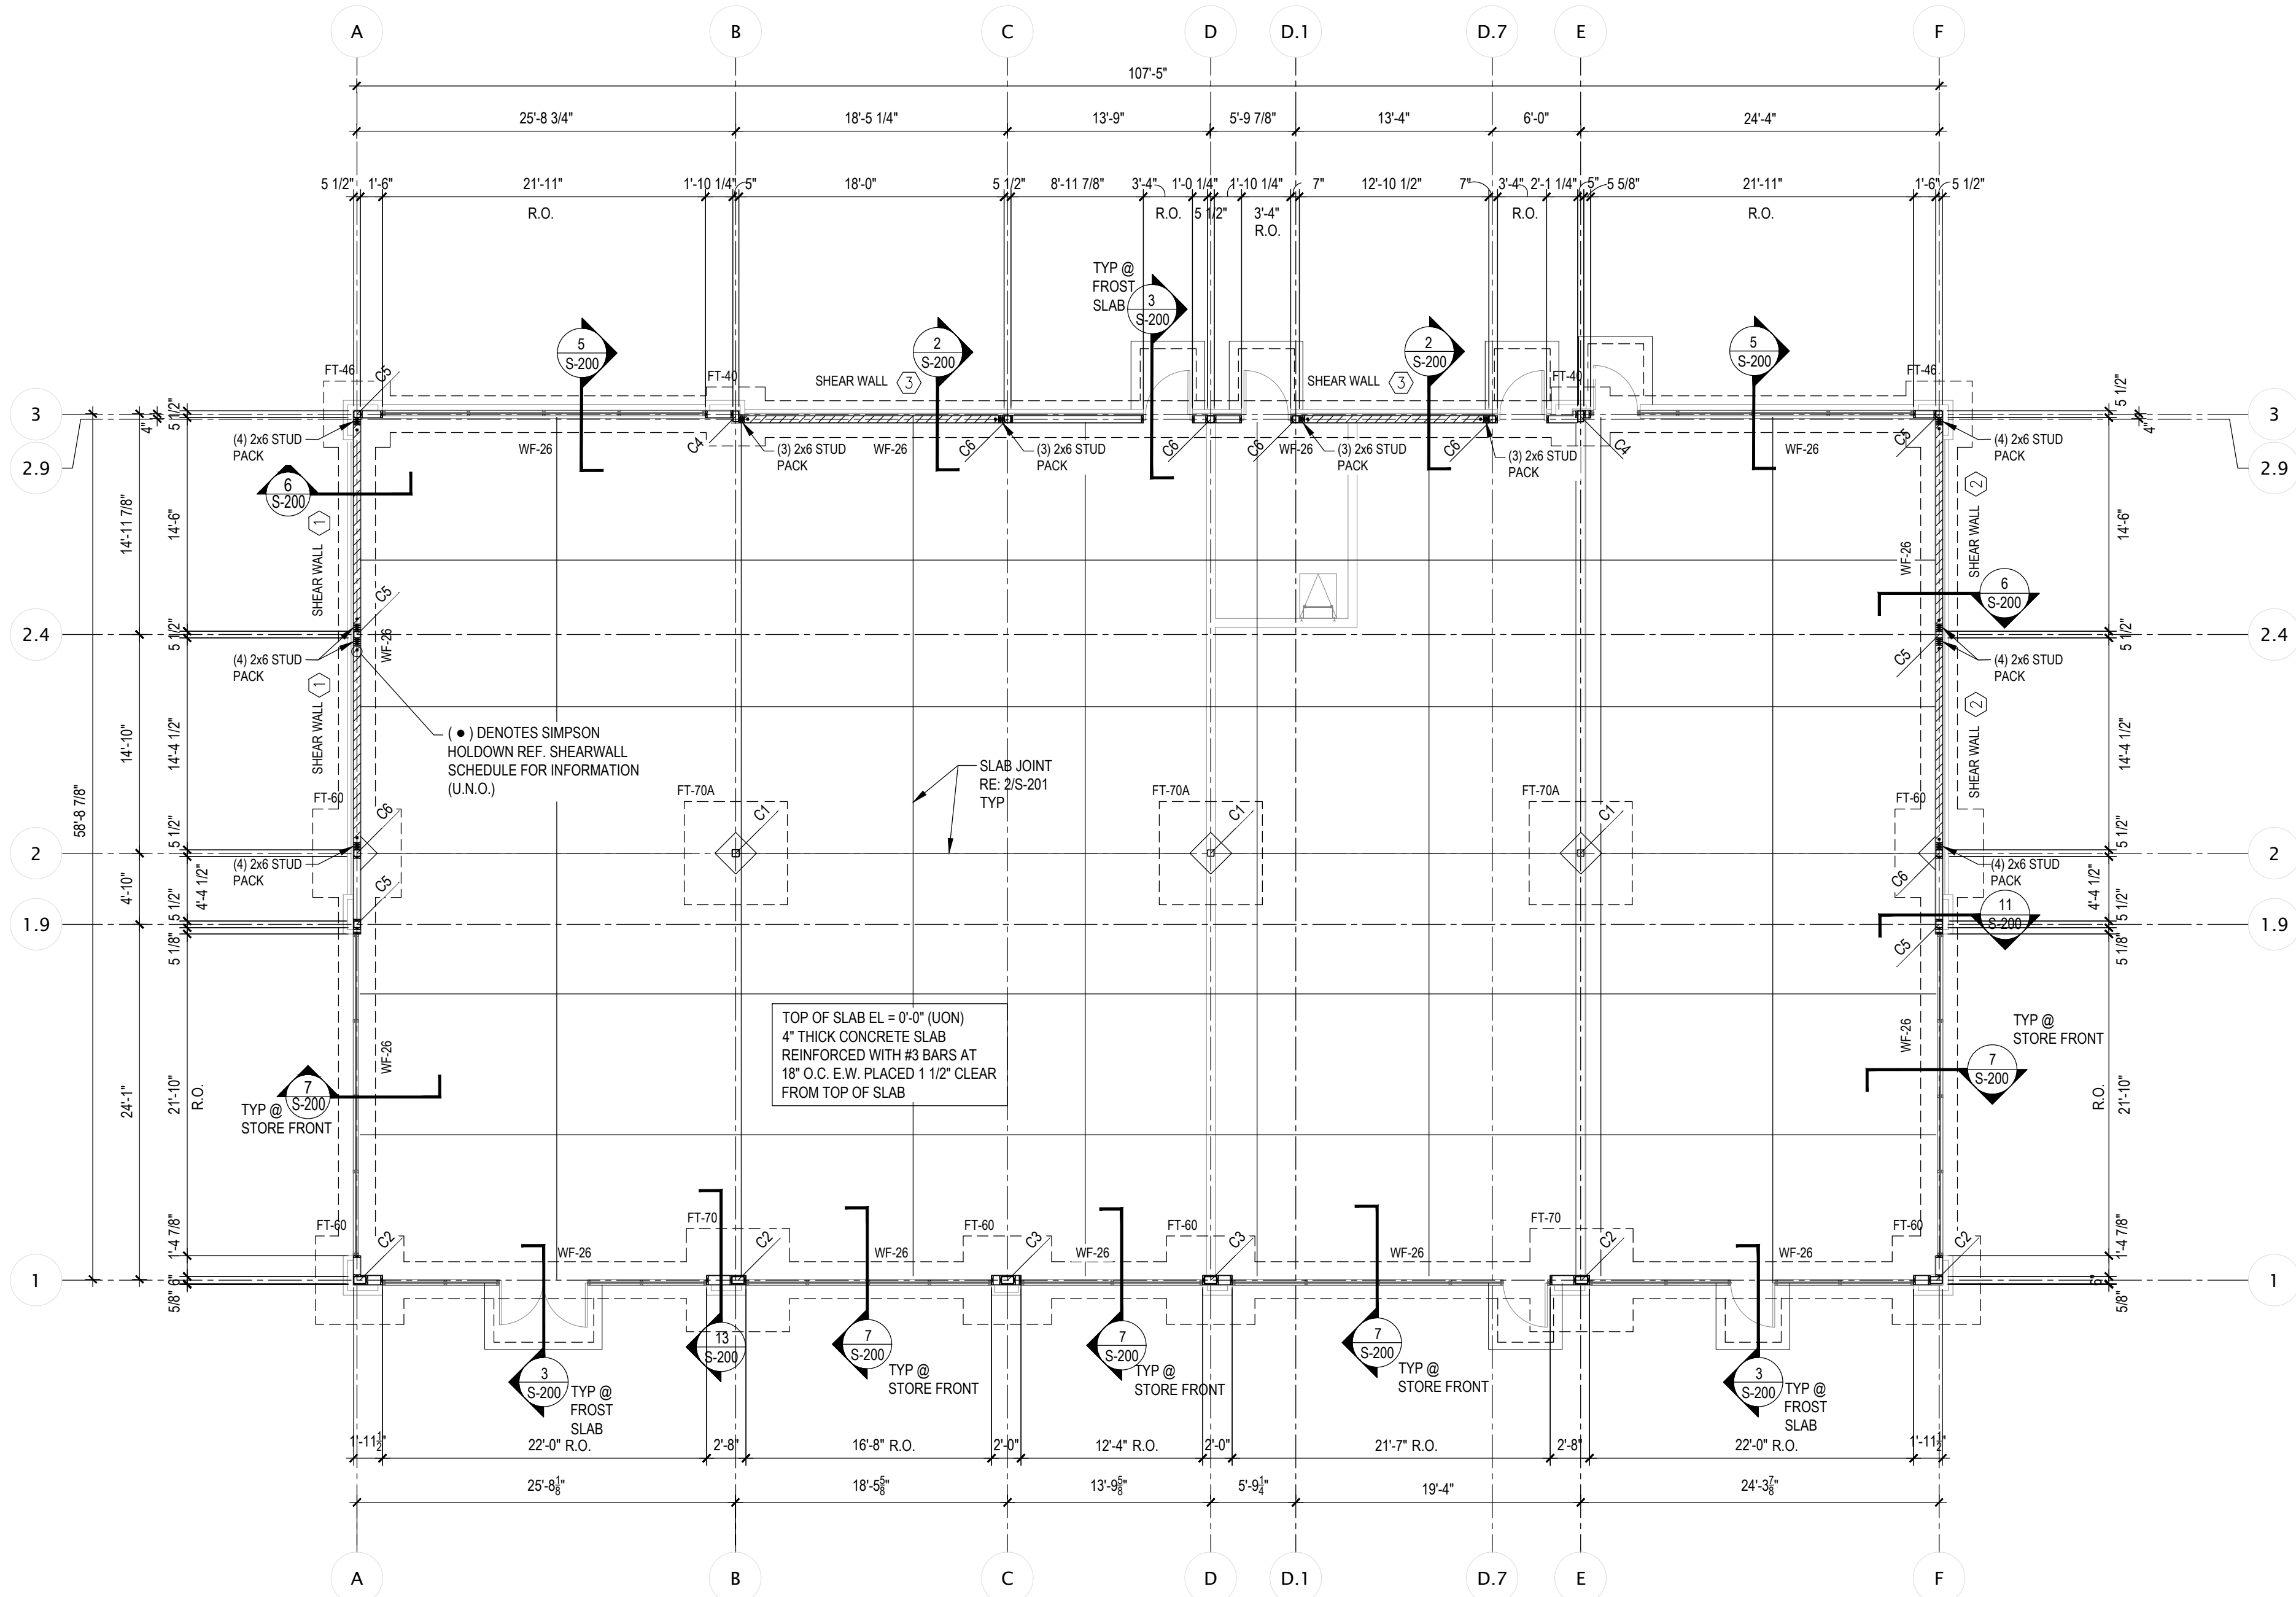 A
B
C
D
D.1
D.7
E
F
107'-5"
25'-8 3/4"
18'-5 1/4"
13'-9"
5'-9 7/8"
13'-4"
6'-0"
24'-4"
5 1/2"
1'-6"
21'-11"
1'-10 1/4"
5"
18'-0"
5 1/2"
8'-11 7/8"
3'-4"
1'-0 1/4"
1'-10 1/4"
7"
12'-10 1/2"
7"
3'-4"
2'-1 1/4"
5"
5 5/8"
21'-11"
1'-6"
5 1/2"
R.O.
R.O.
5 1/2"
3'-4"
R.O.
R.O.
R.O.
TYP @
FROST
SLAB
3
S-200
5
S-200
2
S-200
2
S-200
5
S-200
FT-46
C5
FT-40
SHEAR WALL
3
SHEAR WALL
3
FT-40
FT-46
3
5 1/2"
4"
5 1/2"
4"
3
2.9
(4) 2x6 STUD
PACK
WF-26
C4
(3) 2x6 STUD
PACK
WF-26
C6
(3) 2x6 STUD
PACK
C6
C6
WF-26
(3) 2x6 STUD
PACK
C6
(3) 2x6 STUD
PACK
C4
WF-26
C5
(4) 2x6 STUD
PACK
2.9
6
S-200
14'-11 7/8"
14'-6"
SHEAR WALL
1
WF-26
SHEAR WALL
2
14'-6"
6
S-200
C5
2.4
5 1/2"
(4) 2x6 STUD
PACK
WF-26
C5
(4) 2x6 STUD
PACK
5 1/2"
2.4
SHEAR WALL
1
SHEAR WALL
2
( ● ) DENOTES SIMPSON
HOLDOWN REF. SHEARWALL
SCHEDULE FOR INFORMATION
(U.N.O.)
SLAB JOINT
RE: 2/S-201
TYP
58'-8 7/8"
14'-10"
14'-4 1/2"
14'-4 1/2"
FT-60
C6
FT-70A
C1
FT-70A
C1
FT-70A
C1
FT-60
2
5 1/2"
(4) 2x6 STUD
PACK
C6
(4) 2x6 STUD
PACK
5 1/2"
2
4'-10"
4'-4 1/2"
C5
4'-4 1/2"
11
S-200
1.9
5 1/2"
5 1/8"
C5
5 1/2"
5 1/8"
1.9
TOP OF SLAB EL = 0'-0" (UON)
4" THICK CONCRETE SLAB
REINFORCED WITH #3 BARS AT
18" O.C. E.W. PLACED 1 1/2" CLEAR
FROM TOP OF SLAB
24'-1"
21'-10"
R.O.
7
S-200
TYP @
STORE FRONT
WF-26
WF-26
TYP @
STORE FRONT
7
S-200
R.O.
21'-10"
1'-4 7/8"
FT-60
C2
WF-26
FT-70
C2
WF-26
FT-60
C3
WF-26
FT-60
C3
WF-26
FT-70
C2
WF-26
FT-60
C2
1'-4 7/8"
1
6"
5/8"
5/8"
1
3
S-200
TYP @
FROST
SLAB
13
S-200
7
S-200
TYP @
STORE FRONT
7
S-200
TYP @
STORE FRONT
7
S-200
TYP @
STORE FRONT
3
S-200
TYP @
FROST
SLAB
1'-11½"
22'-0" R.O.
2'-8"
16'-8" R.O.
2'-0"
12'-4" R.O.
2'-0"
21'-7" R.O.
2'-8"
22'-0" R.O.
1'-11½"
25'-8⅛"
18'-5⅝"
13'-9⅝"
5'-9¼"
19'-4"
24'-3⅞"
A
B
C
D
D.1
D.7
E
F